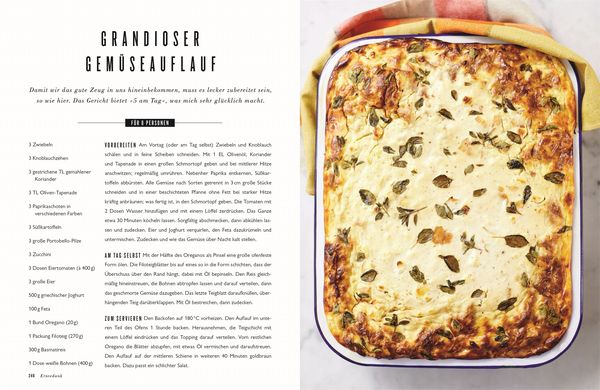 GRANDIOSER
GEMÜSEAUFLAUF
Damit wir das gute Zeug in uns hineinbekommen, muss es lecker zubereitet sein,
so wie hier. Das Gericht bietet »5 am Tag«, was mich sehr glücklich macht.
FÜR 8 PERSONEN
3 Zwiebeln
3 Knoblauchzehen
3 gestrichene TL gemahlener
Koriander
3 TL Oliven-Tapenade
3 Paprikaschoten in
verschiedenen Farben
3 Süßkartoffeln
3 große Portobello-Pilze
3 Zucchini
3 Dosen Eiertomaten (à 400 g)
3 große Eier
500 g griechischer Joghurt
100 g Feta
1 Bund Oregano (20 g)
1 Packung Filoteig (270 g)
300 g Basmatireis
1 Dose weiße Bohnen (400 g)
VORBEREITEN Am Vortag (oder am Tag selbst) Zwiebeln und Knoblauch
schälen und in feine Scheiben schneiden. Mit 1 EL Olivenöl, Koriander
und Tapenade in einen großen Schmortopf geben und bei mittlerer Hitze
anschwitzen; regelmäßig umrühren. Nebenher Paprika entkernen, Süßkar-
toffeln abbürsten. Alle Gemüse nach Sorten getrennt in 3 cm große Stücke
schneiden und in einer beschichteten Pfanne ohne Fett bei starker Hitze
kräftig anbräunen; was fertig ist, in den Schmortopf geben. Die Tomaten mit
2 Dosen Wasser hinzufügen und mit einem Löffel zerdrücken. Das Ganze
etwa 30 Minuten köcheln lassen. Sorgfältig abschmecken, dann abkühlen las-
sen und zudecken. Eier und Joghurt verquirlen, den Feta dazukrümeln und
untermischen. Zudecken und wie das Gemüse über Nacht kalt stellen.
AM TAG SELBST Mit der Hälfte des Oreganos als Pinsel eine große ofenfeste
Form ölen. Die Filoteigblätter bis auf eines so in die Form schichten, dass der
Überschuss über den Rand hängt, dabei mit Öl bepinseln. Den Reis gleich-
mäßig hineinstreuen, die Bohnen abtropfen lassen und darauf verteilen, dann
das geschmorte Gemüse dazugeben. Das letzte Teigblatt darauflegen, über-
hängenden Teig darüberklappen. Mit Öl bestreichen, dann zudecken.
ZUM SERVIEREN Den Backofen auf 180 °C vorheizen. Den Auflauf im unte-
ren Teil des Ofens 1 Stunde backen. Herausnehmen, die Teigschicht mit
einem Löffel eindrücken und das Topping darauf verteilen. Vom restlichen
Oregano die Blätter abzupfen, mit etwas Öl vermischen und daraufstreuen.
Den Auflauf auf der mittleren Schiene in weiteren 40 Minuten goldbraun
backen. Dazu passt ein schlichter Salat.
246 Erntedank